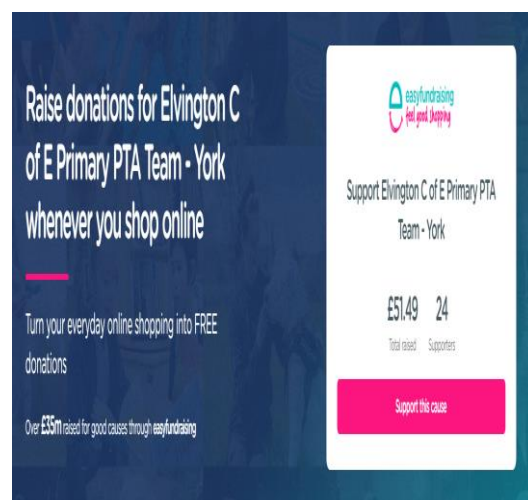 Raise donations for Elvington C
of E Primary PTA Team - York
whenever you shop online
Turn your everyday online shopping into FREE
donations
Over £35m raised for good causes through easyfundraising
easyfundraising
feel good shopping
Support Elvington C of E Primary PTA
Team - York
£51.49 24
Total raised Supporters
Support this cause